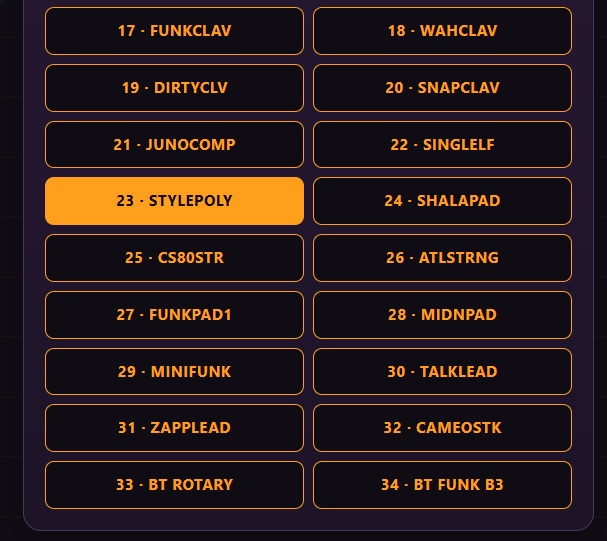 17 · FUNKCLAV
18 · WAHCLAV
19 · DIRTYCLV
20 · SNAPCLAV
21 · JUNOCOMP
22 · SINGLELF
23 · STYLEPOLY
24 · SHALAPAD
25 · CS80STR
26 · ATLSTRNG
27 · FUNKPAD1
28 · MIDNPAD
29 · MINIFUNK
30 · TALKLEAD
31 · ZAPPLEAD
32 · CAMEOSTK
33 · BT ROTARY
34 · BT FUNK B3